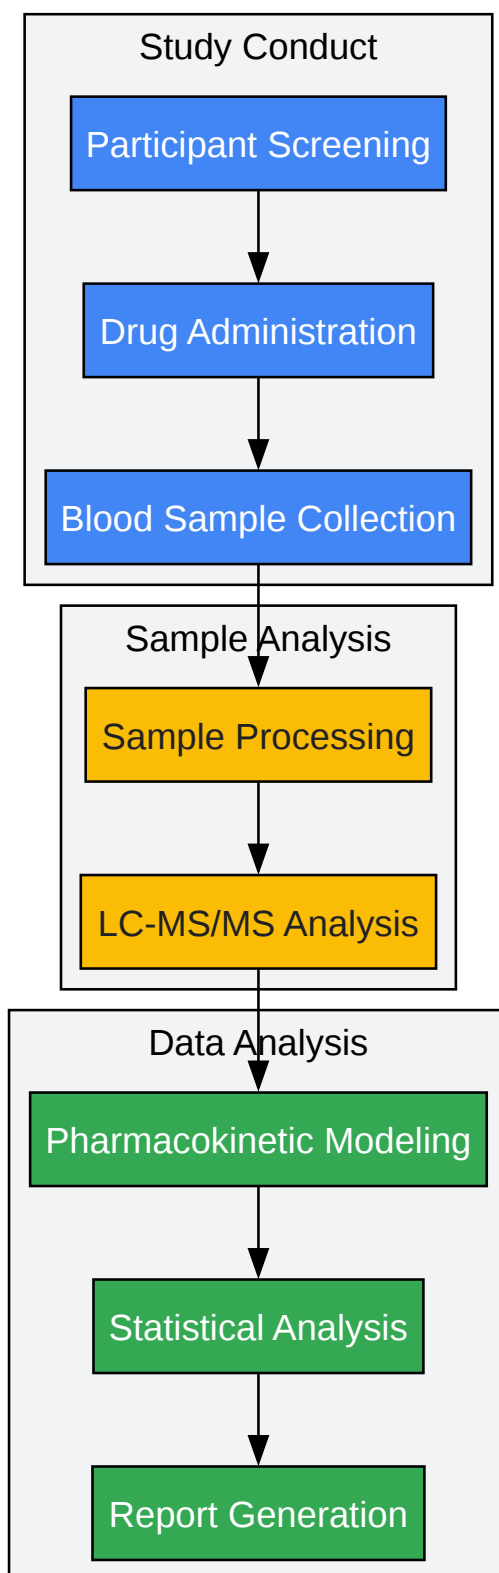 Study Conduct
Participant Screening
Drug Administration
Blood Sample Collection
Sample Analysis
Sample Processing
LC-MS/MS Analysis
Data Analysis
Pharmacokinetic Modeling
Statistical Analysis
Report Generation